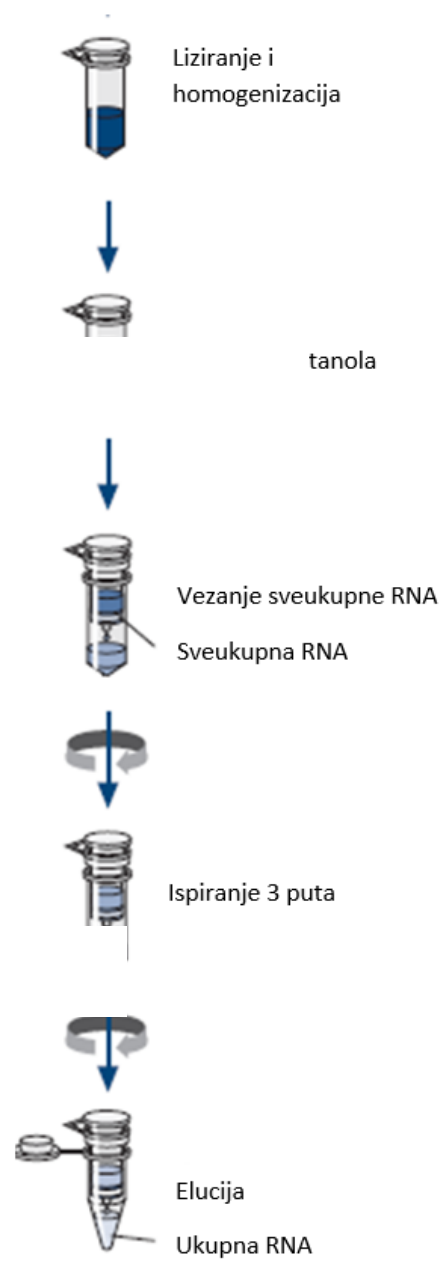 Liziranje i
homogenizacija
tanola
Vezanje sveukupne RNA
Sveukupna RNA
Ispiranje 3 puta
Elucija
Ukupna RNA